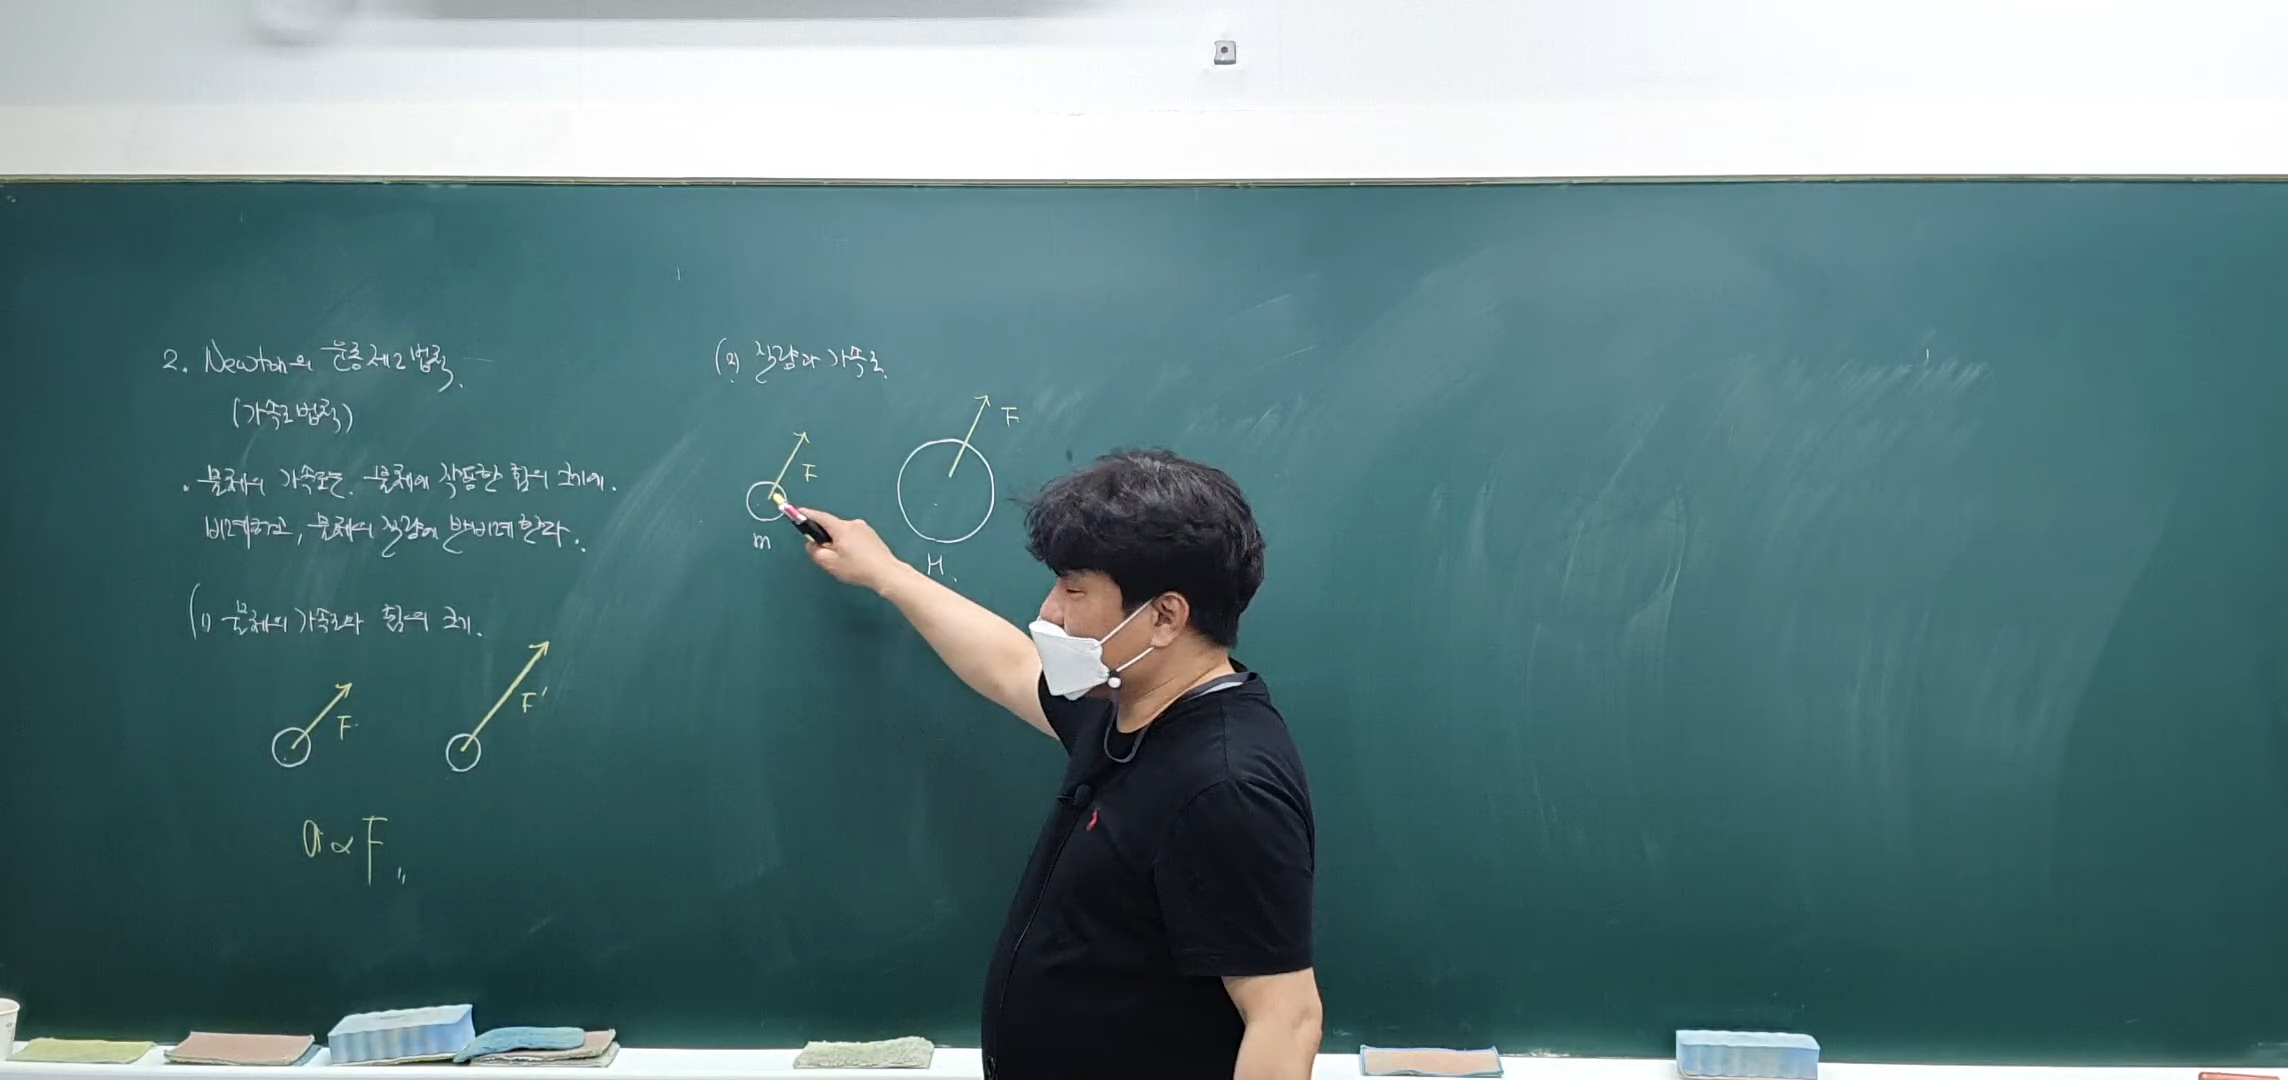 2. Newton의 운동 제2법칙.
(가속도 법칙)
. 물체의 가속도는 물체에 작용한 힘의 크기에.
비례하고, 물체의 질량에 반비례한다.
(1) 물체의 가속도와 힘의 크기.
F.
F'
a∝F
(2) 질량과 가속도.
F
m
F
M.